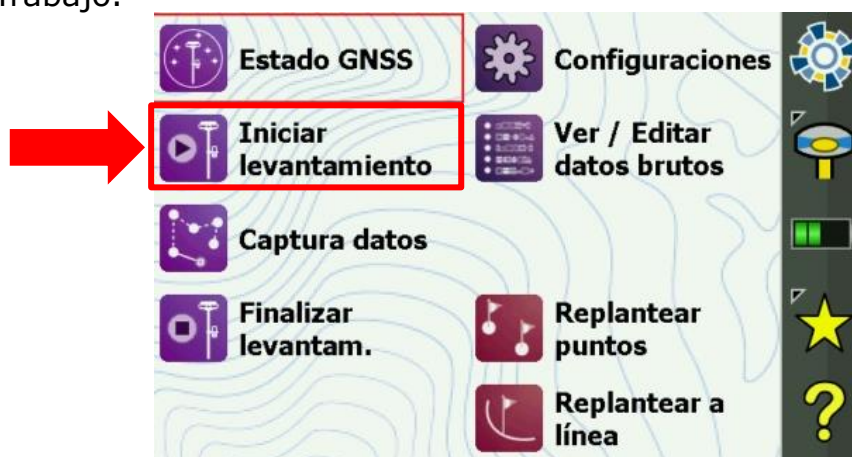 Trabajo.
Estado GNSS
Configuraciones
Iniciar
levantamiento
Ver / Editar
datos brutos
Captura datos
Finalizar
levantam.
Replantear
puntos
Replantear a
línea
?